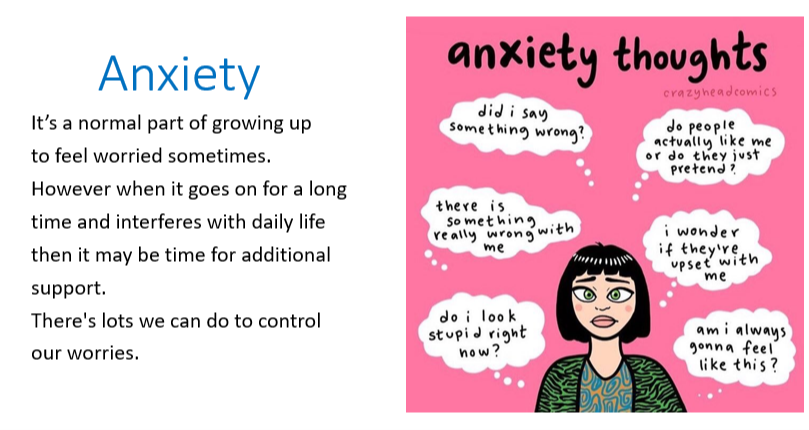 Anxiety
It’s a normal part of growing up
to feel worried sometimes.
However when it goes on for a long
time and interferes with daily life
then it may be time for additional
support.
There's lots we can do to control
our worries.
anxiety thoughts
crazyheadcomics
did i say
something wrong?
do people
actually like me
or do they just
pretend?
there is
something
really wrong with
me
i wonder
if they're
upset with
me
do i look
stupid right
now?
am i always
gonna feel
like this?